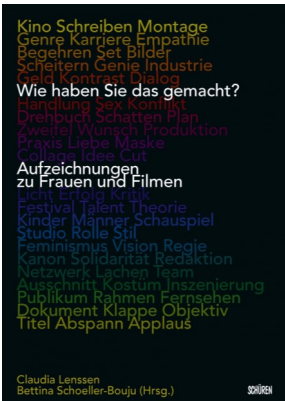 Kino Schreiben Montage
Genre Karriere Empathie
Begehren Set Bilder
Scheitern Genie Industrie
Geld Kontrast Dialog
Wie haben Sie das gemacht?
Handlung Sex Konflikt
Drehbuch Schatten Plan
Zweifel Wunsch Produktion
Praxis Liebe Maske
Collage Idee Cut
Aufzeichnungen
zu Frauen und Filmen
Licht Erfolg Kritik
Festival Talent Theorie
Kinder Männer Schauspiel
Studio Rolle Stil
Feminismus Vision Regie
Kanon Solidarität Redaktion
Netzwerk Lachen Team
Ausschnitt Kostüm Inszenierung
Publikum Rahmen Fernsehen
Dokument Klappe Objektiv
Titel Abspann Applaus
Claudia Lenssen
Bettina Schoeller-Bouju (Hrsg.)
SCHÜREN